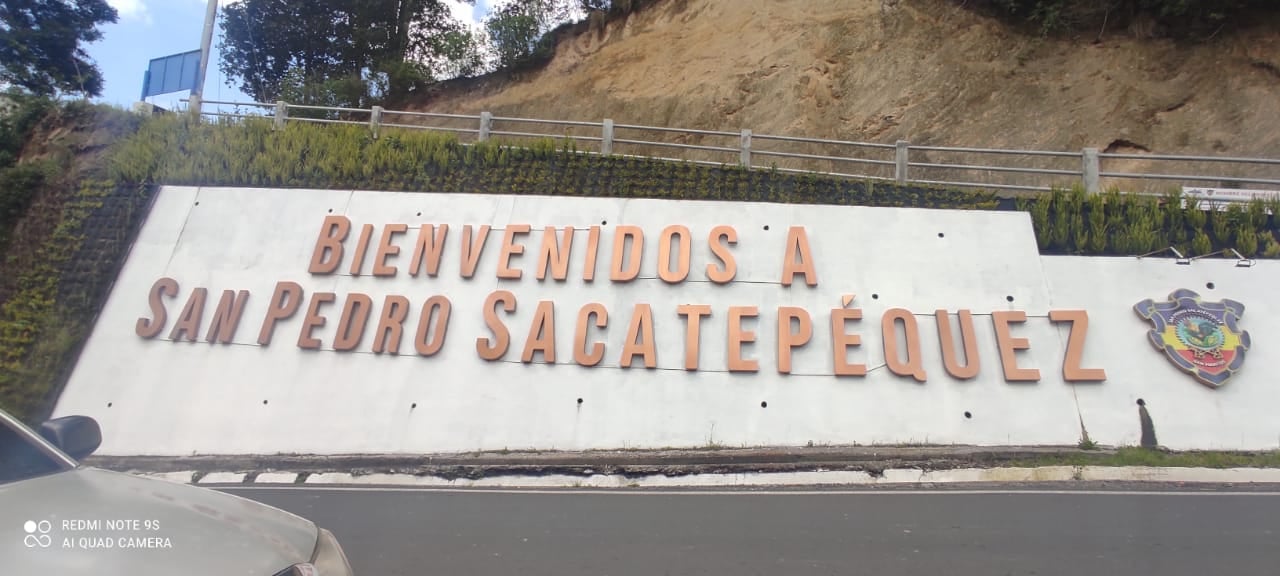 BIENVENIDOS A
SAN PEDRO SACATEPÉQUEZ
REDMI NOTE 9S
AI QUAD CAMERA